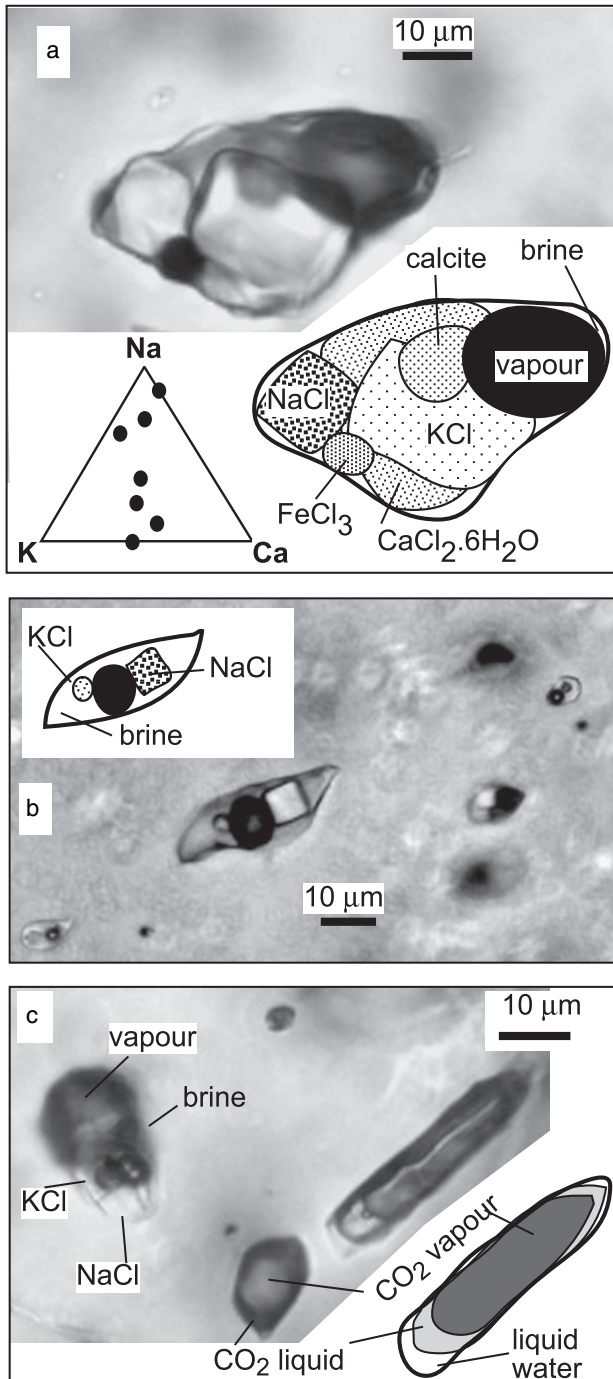 a
10 μm
calcite
brine
vapour
NaCl
KCl
FeCl₃
CaCl₂.6H₂O
Na
K
Ca
KCl
NaCl
brine
b
10 μm
c
10 μm
vapour
brine
KCl
NaCl
CO₂ vapour
CO₂ liquid
liquid
water